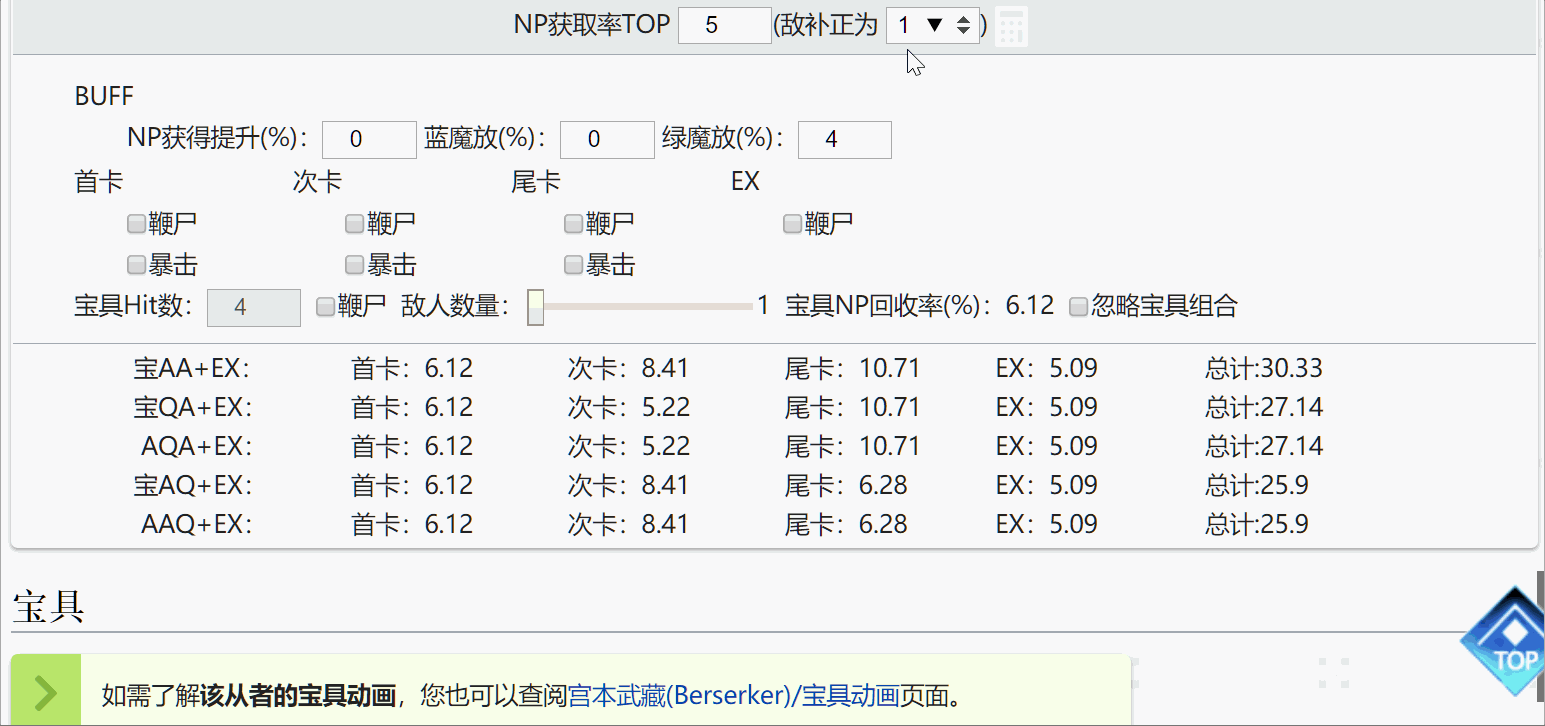 NP获取率TOP 5 (敌补正为 1 ▼ )
BUFF
NP获得提升(%)： 0 蓝魔放(%)： 0 绿魔放(%)： 4
首卡 次卡 尾卡 EX
鞭尸 鞭尸 鞭尸 鞭尸
暴击 暴击 暴击
宝具Hit数： 4 鞭尸 敌人数量： 1 宝具NP回收率(%)：6.12 忽略宝具组合
宝AA+EX： 首卡：6.12 次卡：8.41 尾卡：10.71 EX：5.09 总计:30.33
宝QA+EX： 首卡：6.12 次卡：5.22 尾卡：10.71 EX：5.09 总计:27.14
AQA+EX： 首卡：6.12 次卡：5.22 尾卡：10.71 EX：5.09 总计:27.14
宝AQ+EX： 首卡：6.12 次卡：8.41 尾卡：6.28 EX：5.09 总计:25.9
AAQ+EX： 首卡：6.12 次卡：8.41 尾卡：6.28 EX：5.09 总计:25.9
宝具
TOP
如需了解该从者的宝具动画，您也可以查阅宫本武藏(Berserker)/宝具动画页面。